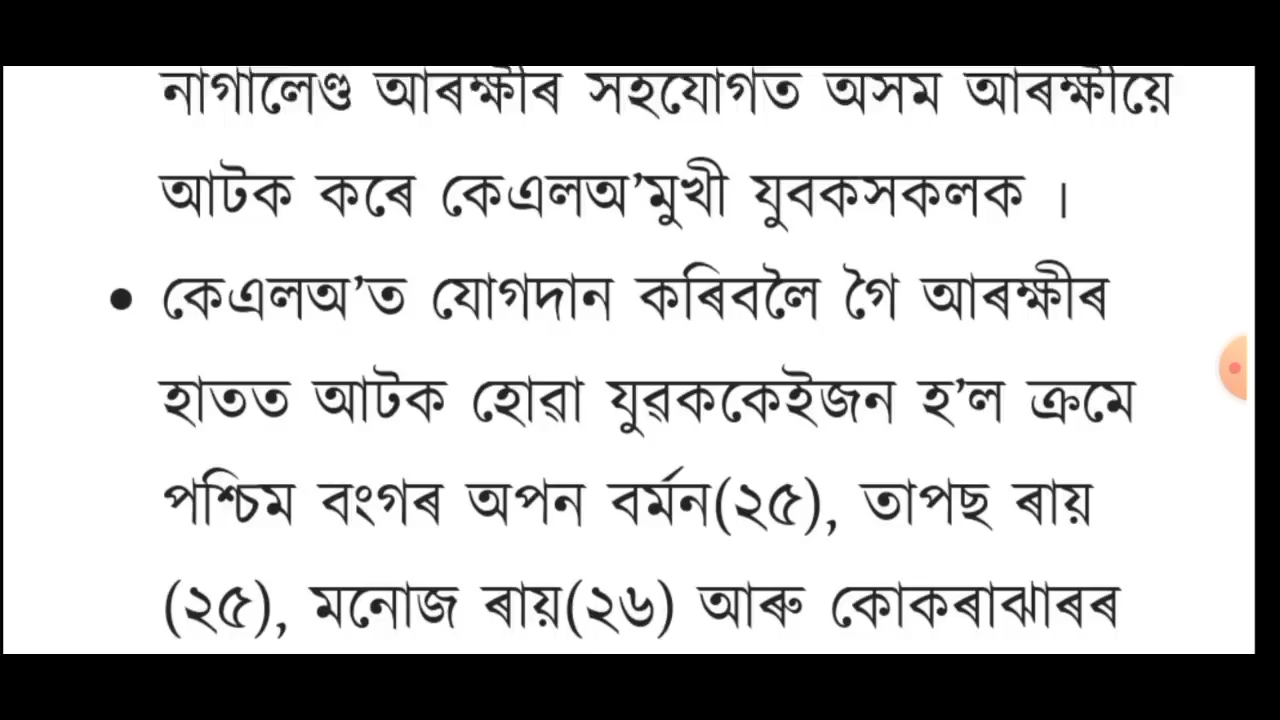 নাগালেণ্ড আৰক্ষীৰ সহযোগত অসম আৰক্ষীয়ে
আটক কৰে কেএলঅ’মুখী যুবকসকলক ।
• কেএলঅ’ত যোগদান কৰিবলৈ গৈ আৰক্ষীৰ
হাতত আটক হোৱা যুৱককেইজন হ’ল ক্ৰমে
পশ্চিম বংগৰ অপন বৰ্মন(২৫), তাপছ ৰায়
(২৫), মনোজ ৰায়(২৬) আৰু কোকৰাঝাৰৰ